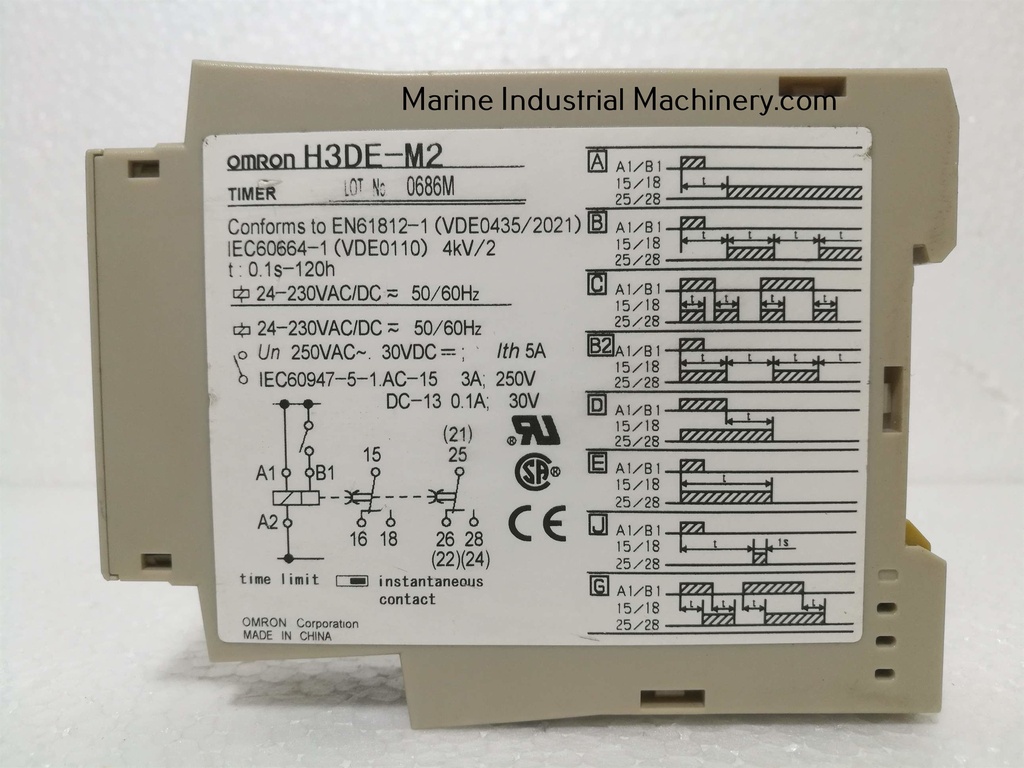 Marine Industrial Machinery.com
OMRON H3DE-M2
TIMER LOT No 0686M
Conforms to EN61812-1 (VDE0435/2021)
IEC60664-1 (VDE0110) 4kV/2
t: 0.1s-120h
24-230VAC/DC ≂ 50/60Hz
24-230VAC/DC ≂ 50/60Hz
Un 250VAC~. 30VDC⎓; Ith 5A
IEC60947-5-1.AC-15 3A; 250V
DC-13 0.1A; 30V
(21)
15 25
A1 B1
A2
16 18 26 28
(22)(24)
time limit instantaneous
contact
OMRON Corporation
MADE IN CHINA
RU ®
SA ®
CE
A A1/B1
15/18 t
25/28
B A1/B1
15/18 t t t t
25/28
C A1/B1
15/18 t t t t
25/28
B2 A1/B1
15/18 t t t t
25/28
D A1/B1
15/18 t
25/28
E A1/B1
15/18 t
25/28
J A1/B1
15/18 t 1s
25/28
G A1/B1
15/18 t t t t
25/28